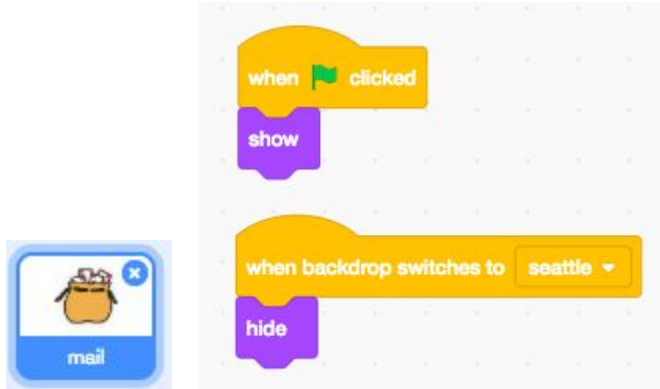 when clicked
show
when backdrop switches to seattle
hide
mail